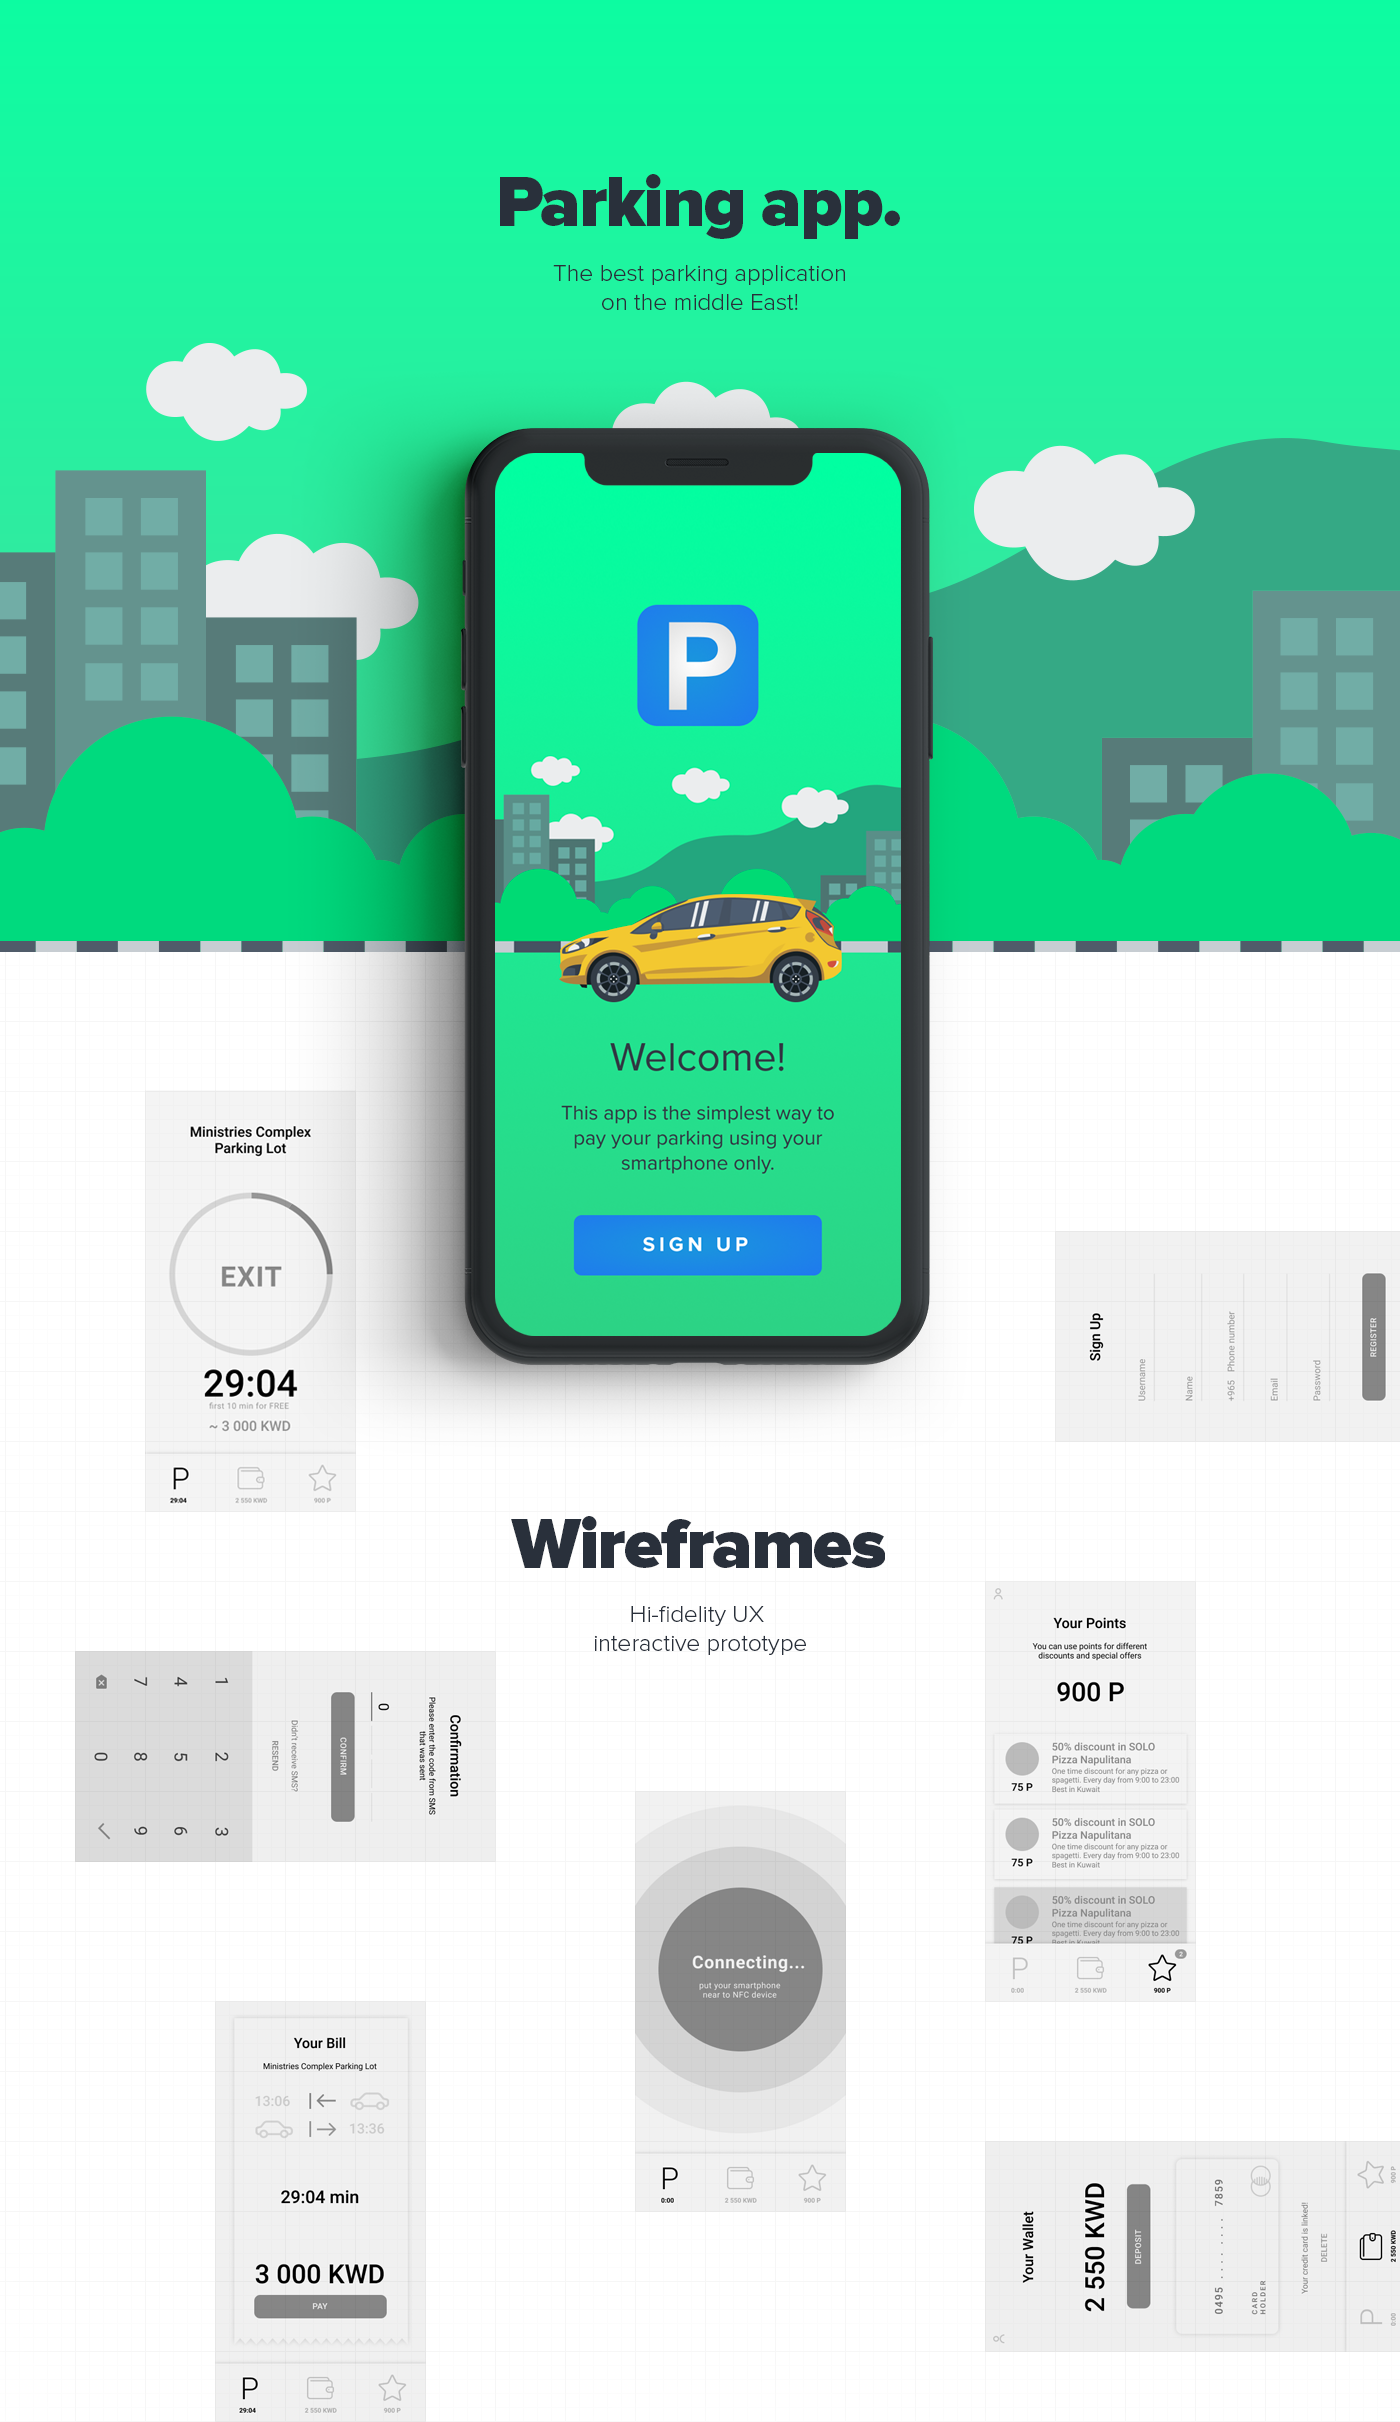 Parking app.
The best parking application
on the middle East!
P
Welcome!
This app is the simplest way to
pay your parking using your
smartphone only.
SIGN UP
Ministries Complex
Parking Lot
EXIT
29:04
first 10 min for FREE
~ 3 000 KWD
P
29:04
2 550 KWD
900 P
Sign Up
Username
Name
+965 Phone number
Email
Password
REGISTER
Wireframes
Hi-fidelity UX
interactive prototype
Confirmation
Please enter the code from SMS
that was sent
0
CONFIRM
Didn't receive SMS?
RESEND
1 2 3
4 5 6
7 8 9
0
Your Points
You can use points for different
discounts and special offers
900 P
50% discount in SOLO
Pizza Napulitana
One time discount for any pizza or
spagetti. Every day from 9:00 to 23:00
Best in Kuwait
75 P
50% discount in SOLO
Pizza Napulitana
One time discount for any pizza or
spagetti. Every day from 9:00 to 23:00
Best in Kuwait
75 P
50% discount in SOLO
Pizza Napulitana
One time discount for any pizza or
spagetti. Every day from 9:00 to 23:00
Best in Kuwait
75 P
2
P
0:00
2 550 KWD
900 P
Connecting...
put your smartphone
near to NFC device
P
0:00
2 550 KWD
900 P
Your Bill
Ministries Complex Parking Lot
13:06
13:36
29:04 min
3 000 KWD
PAY
P
29:04
2 550 KWD
900 P
Your Wallet
2 550 KWD
DEPOSIT
0495 .... .... 7859
CARD
HOLDER
Your credit card is linked!
DELETE
P
0:00
2 550 KWD
900 P